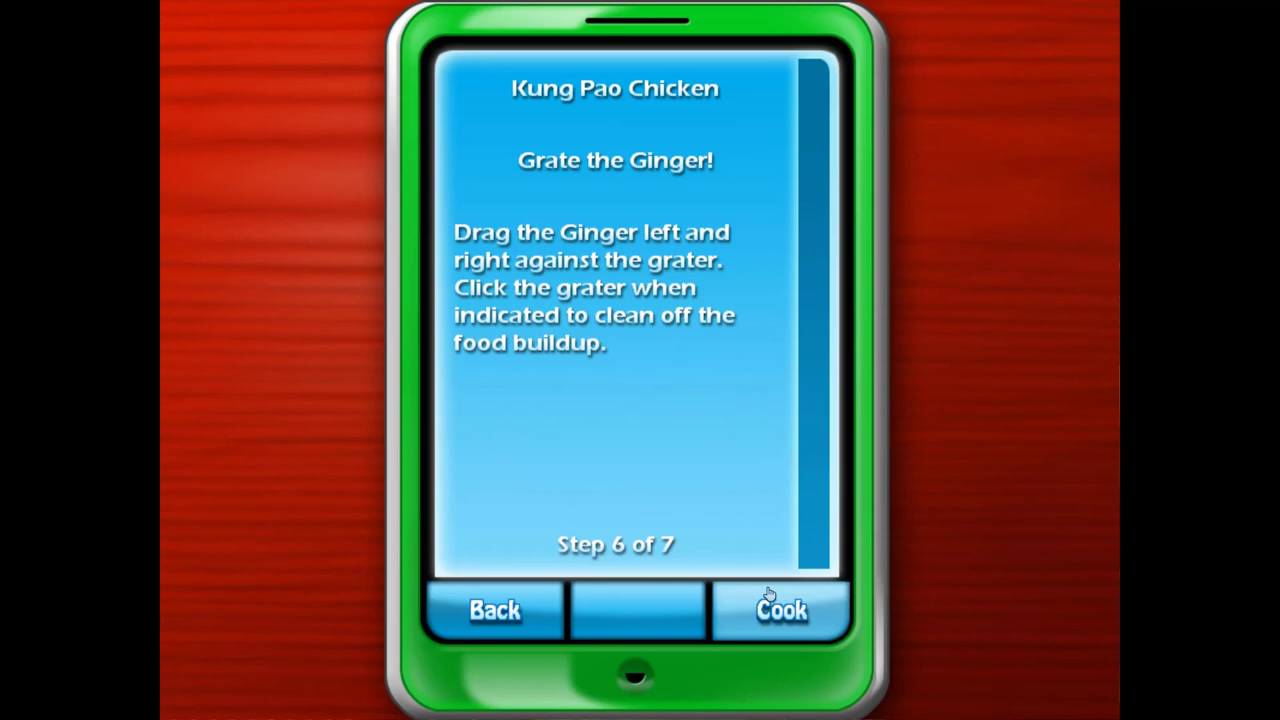 Kung Pao Chicken
Grate the Ginger!
Drag the Ginger left and
right against the grater.
Click the grater when
indicated to clean off the
food buildup.
Step 6 of 7
Back
Cook